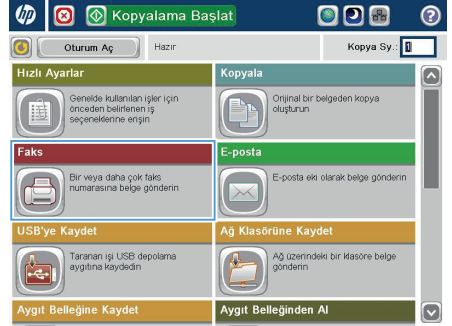 hp Kopyalama Başlat ?
Oturum Aç Hazır Kopya Sy.: 1
Hızlı Ayarlar
Genelde kullanılan işler için
önceden belirlenen iş
seçeneklerine erişin
Kopyala
Orijinal bir belgeden kopya
oluşturun
Faks
Bir veya daha çok faks
numarasına belge gönderin
E-posta
E-posta eki olarak belge gönderin
USB'ye Kaydet
Taranan işi USB depolama
aygıtına kaydedin
Ağ Klasörüne Kaydet
Ağ üzerindeki bir klasöre belge
gönderin
Aygıt Belleğine Kaydet
Aygıt Belleğinden Al